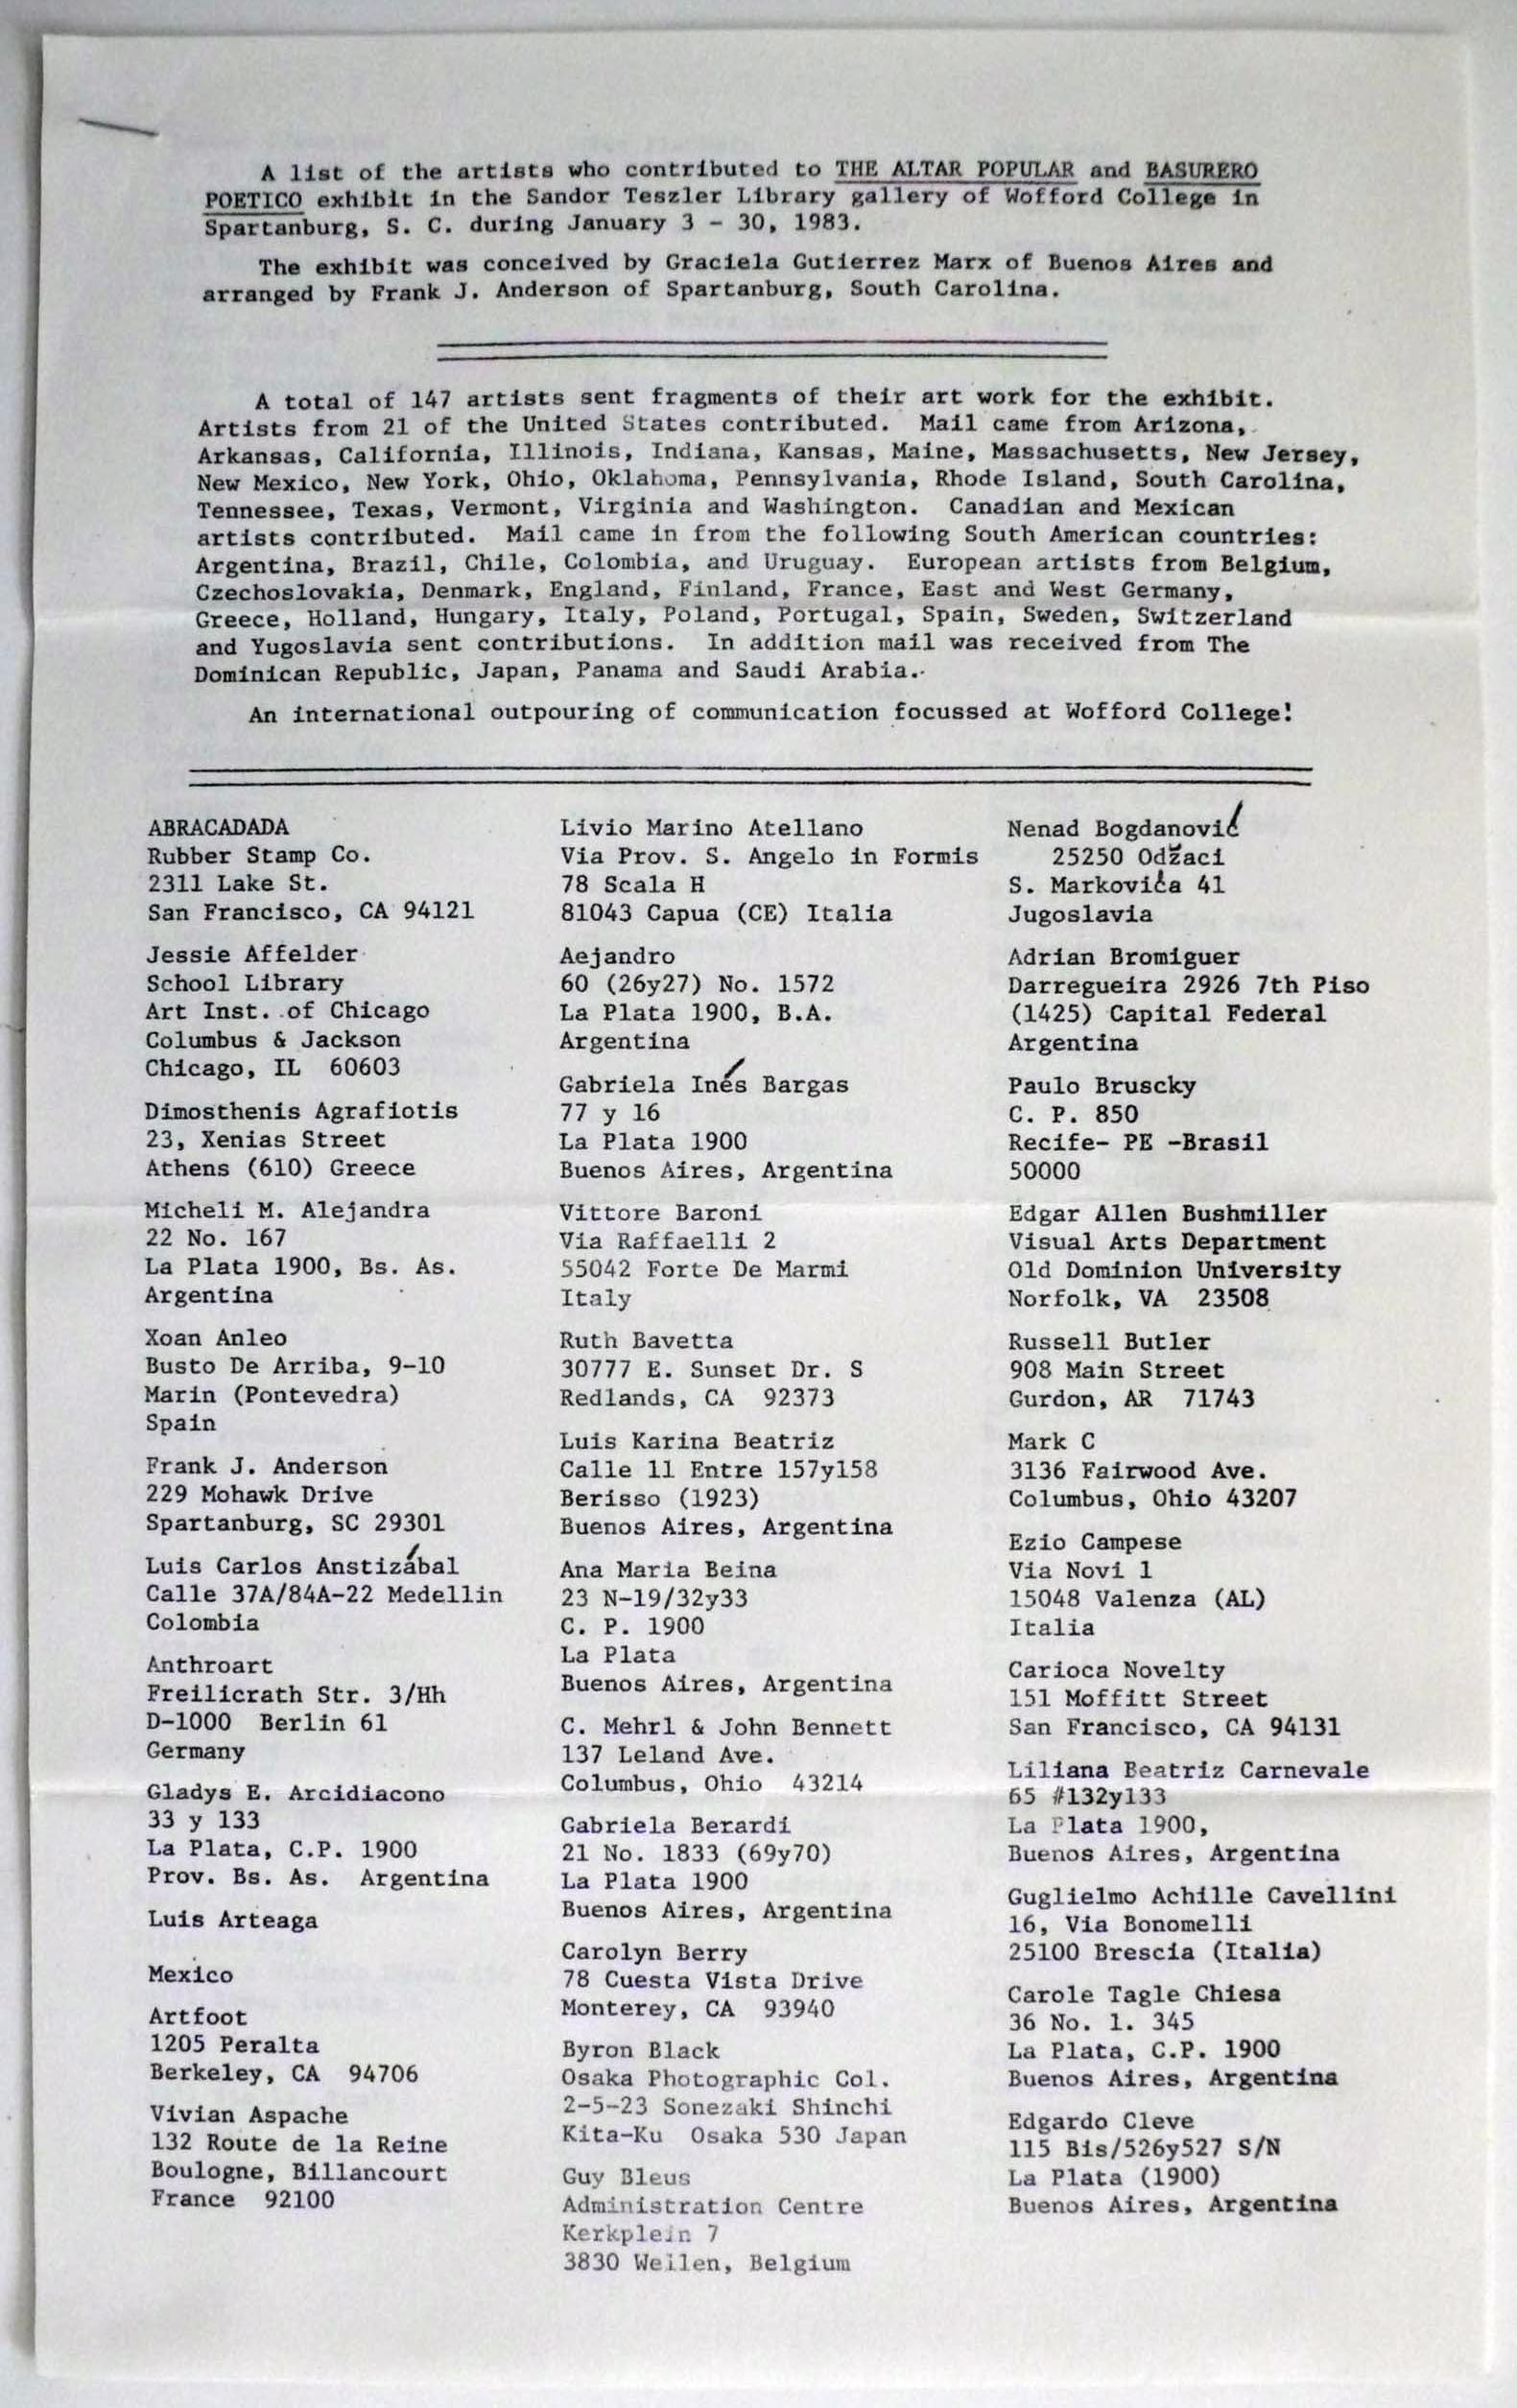 A list of the artists who contributed to THE ALTAR POPULAR and BASURERO
POETICO exhibit in the Sandor Teszler Library gallery of Wofford College in
Spartanburg, S. C. during January 3 - 30, 1983.
The exhibit was conceived by Graciela Gutierrez Marx of Buenos Aires and
arranged by Frank J. Anderson of Spartanburg, South Carolina.
A total of 147 artists sent fragments of their art work for the exhibit.
Artists from 21 of the United States contributed. Mail came from Arizona,
Arkansas, California, Illinois, Indiana, Kansas, Maine, Massachusetts, New Jersey,
New Mexico, New York, Ohio, Oklahoma, Pennsylvania, Rhode Island, South Carolina,
Tennessee, Texas, Vermont, Virginia and Washington. Canadian and Mexican
artists contributed. Mail came in from the following South American countries:
Argentina, Brazil, Chile, Colombia, and Uruguay. European artists from Belgium,
Czechoslovakia, Denmark, England, Finland, France, East and West Germany,
Greece, Holland, Hungary, Italy, Poland, Portugal, Spain, Sweden, Switzerland
and Yugoslavia sent contributions. In addition mail was received from The
Dominican Republic, Japan, Panama and Saudi Arabia.
An international outpouring of communication focussed at Wofford College!
ABRACADADA
Rubber Stamp Co.
2311 Lake St.
San Francisco, CA 94121
Jessie Affelder
School Library
Art Inst. of Chicago
Columbus & Jackson
Chicago, IL 60603
Dimosthenis Agrafiotis
23, Xenias Street
Athens (610) Greece
Micheli M. Alejandra
22 No. 167
La Plata 1900, Bs. As.
Argentina
Xoan Anleo
Busto De Arriba, 9-10
Marin (Pontevedra)
Spain
Frank J. Anderson
229 Mohawk Drive
Spartanburg, SC 29301
Luis Carlos Anstizábal
Calle 37A/84A-22 Medellin
Colombia
Anthroart
Freilicrath Str. 3/Hh
D-1000 Berlin 61
Germany
Gladys E. Arcidiacono
33 y 133
La Plata, C.P. 1900
Prov. Bs. As. Argentina
Luis Arteaga
Mexico
Artfoot
1205 Peralta
Berkeley, CA 94706
Vivian Aspache
132 Route de la Reine
Boulogne, Billancourt
France 92100
Livio Marino Atellano
Via Prov. S. Angelo in Formis
78 Scala H
81043 Capua (CE) Italia
Aejandro
60 (26y27) No. 1572
La Plata 1900, B.A.
Argentina
Gabriela Inés Bargas
77 y 16
La Plata 1900
Buenos Aires, Argentina
Vittore Baroni
Via Raffaelli 2
55042 Forte De Marmi
Italy
Ruth Bavetta
30777 E. Sunset Dr. S
Redlands, CA 92373
Luis Karina Beatriz
Calle 11 Entre 157y158
Berisso (1923)
Buenos Aires, Argentina
Ana Maria Beina
23 N-19/32y33
C. P. 1900
La Plata
Buenos Aires, Argentina
C. Mehrl & John Bennett
137 Leland Ave.
Columbus, Ohio 43214
Gabriela Berardi
21 No. 1833 (69y70)
La Plata 1900
Buenos Aires, Argentina
Carolyn Berry
78 Cuesta Vista Drive
Monterey, CA 93940
Byron Black
Osaka Photographic Col.
2-5-23 Sonezaki Shinchi
Kita-Ku Osaka 530 Japan
Guy Bleus
Administration Centre
Kerkplein 7
3830 Wellen, Belgium
Nenad Bogdanović
25250 Odžaci
S. Markovića 41
Jugoslavia
Adrian Bromiguer
Darregueira 2926 7th Piso
(1425) Capital Federal
Argentina
Paulo Bruscky
C. P. 850
Recife- PE -Brasil
50000
Edgar Allen Bushmiller
Visual Arts Department
Old Dominion University
Norfolk, VA 23508
Russell Butler
908 Main Street
Gurdon, AR 71743
Mark C
3136 Fairwood Ave.
Columbus, Ohio 43207
Ezio Campese
Via Novi 1
15048 Valenza (AL)
Italia
Carioca Novelty
151 Moffitt Street
San Francisco, CA 94131
Liliana Beatriz Carnevale
65 #132y133
La Plata 1900,
Buenos Aires, Argentina
Guglielmo Achille Cavellini
16, Via Bonomelli
25100 Brescia (Italia)
Carole Tagle Chiesa
36 No. 1. 345
La Plata, C.P. 1900
Buenos Aires, Argentina
Edgardo Cleve
115 Bis/526y527 S/N
La Plata (1900)
Buenos Aires, Argentina